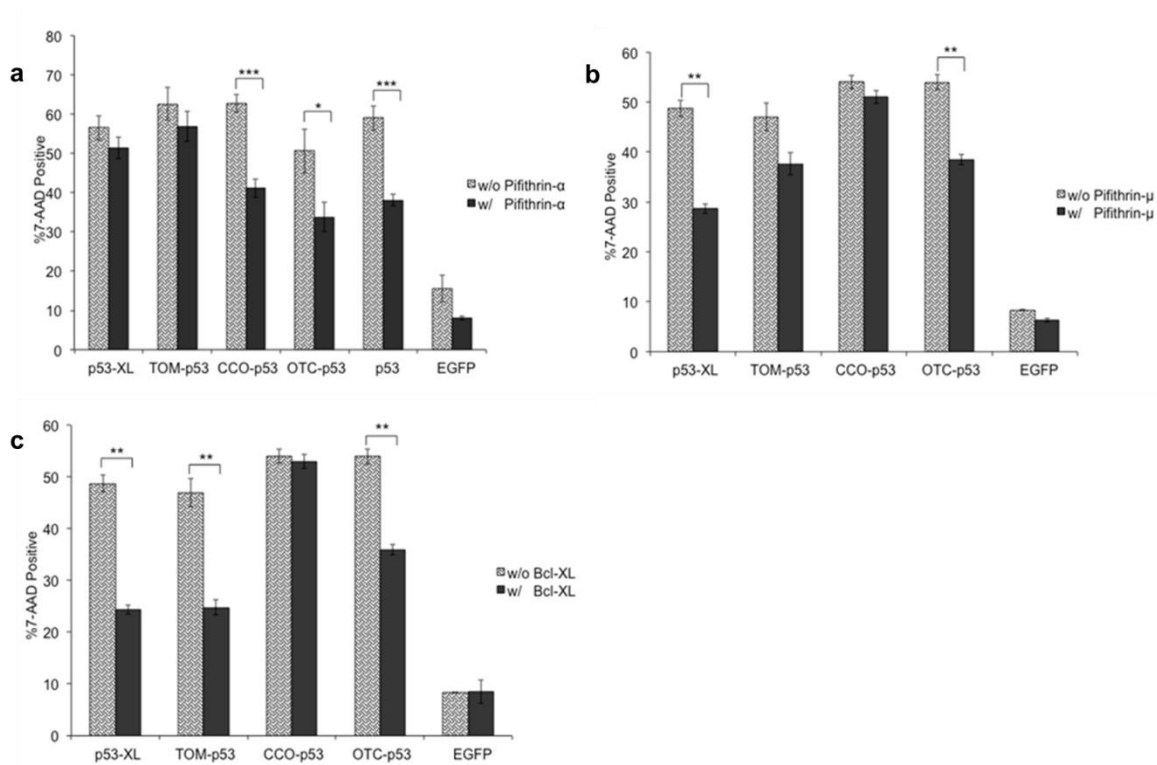 a
80
70
60
50
40
30
20
10
0
%7-AAD Positive
***
*
***
w/o Pifithrin-α
w/ Pifithrin-α
p53-XL TOM-p53 CCO-p53 OTC-p53 p53 EGFP
b
60
50
40
30
20
10
0
%7-AAD Positive
**
**
w/o Pifithrin-μ
w/ Pifithrin-μ
p53-XL TOM-p53 CCO-p53 OTC-p53 EGFP
c
60
50
40
30
20
10
0
%7-AAD Positive
**
**
**
w/o Bcl-XL
w/ Bcl-XL
p53-XL TOM-p53 CCO-p53 OTC-p53 EGFP